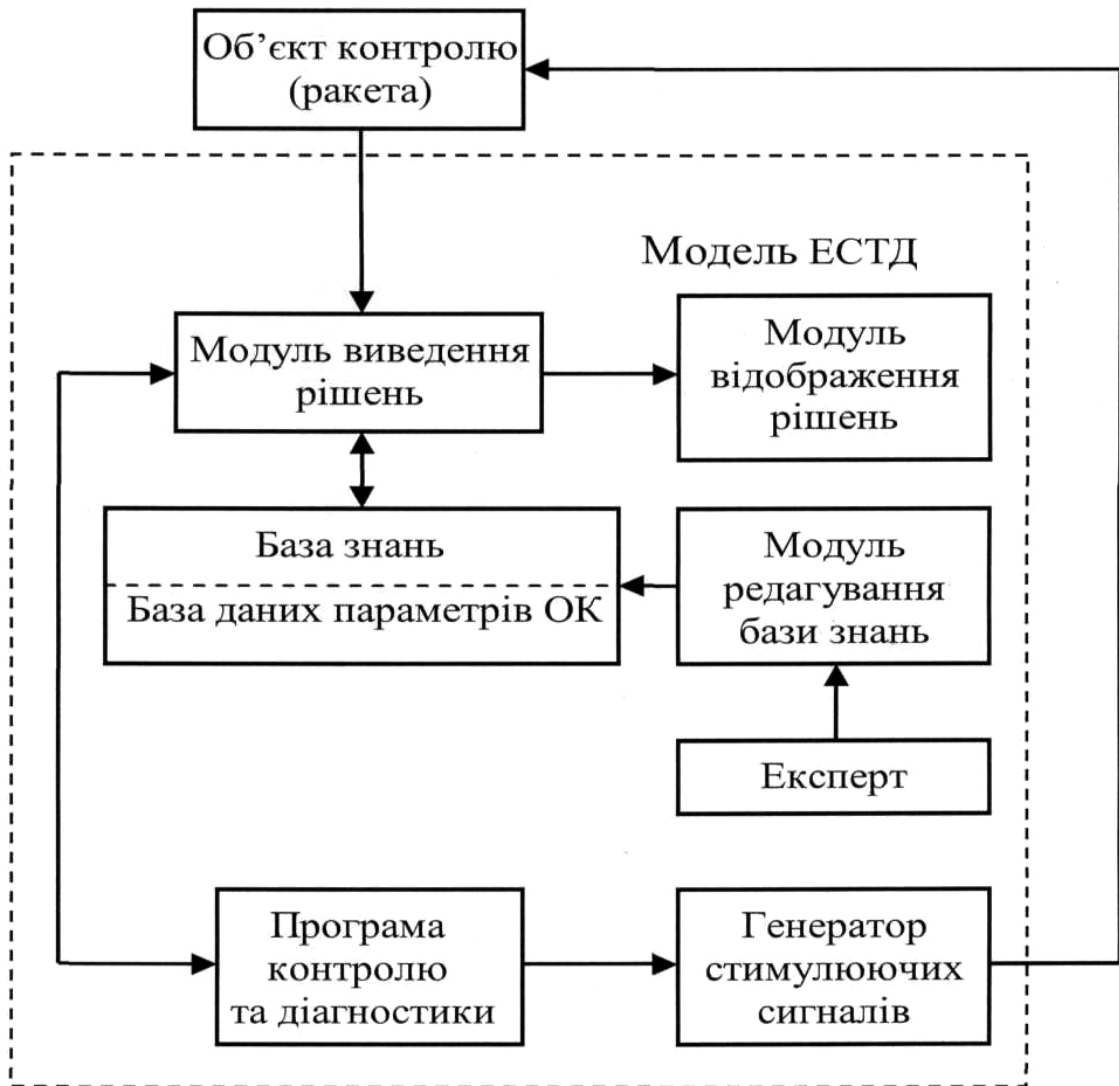 Об’єкт контролю
(ракета)
Модель ЕСТД
Модуль виведення
рішень
Модуль
відображення
рішень
База знань
База даних параметрів ОК
Модуль
редагування
бази знань
Експерт
Програма
контролю
та діагностики
Генератор
стимулюючих
сигналів